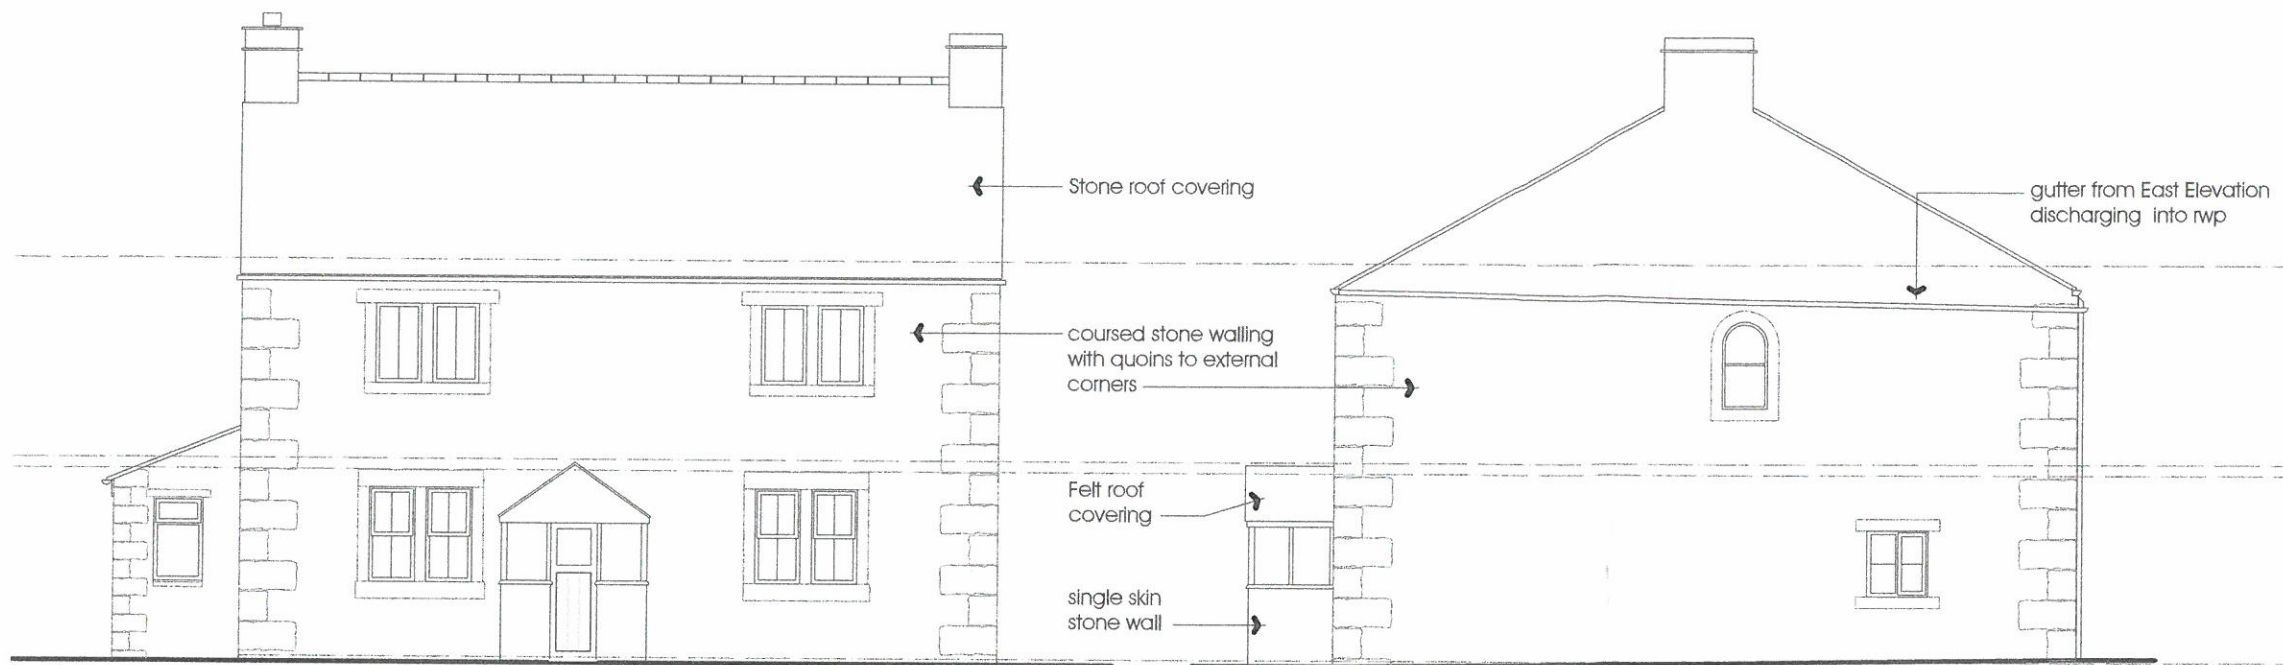 Stone roof covering
gutter from East Elevation
discharging into rwp
coursed stone walling
with quoins to external
corners
Felt roof
covering
single skin
stone wall